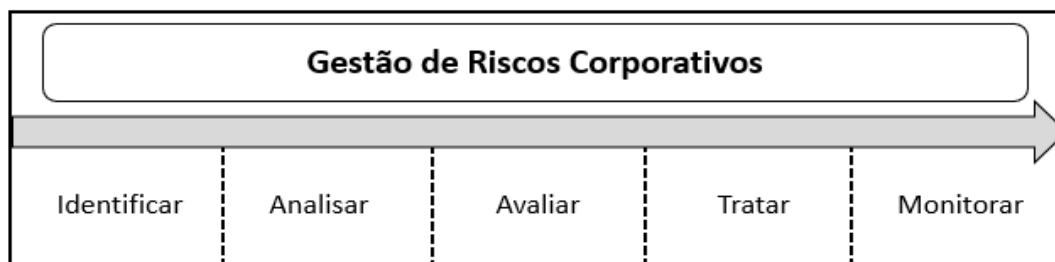 Gestão de Riscos Corporativos
Identificar Analisar Avaliar Tratar Monitorar